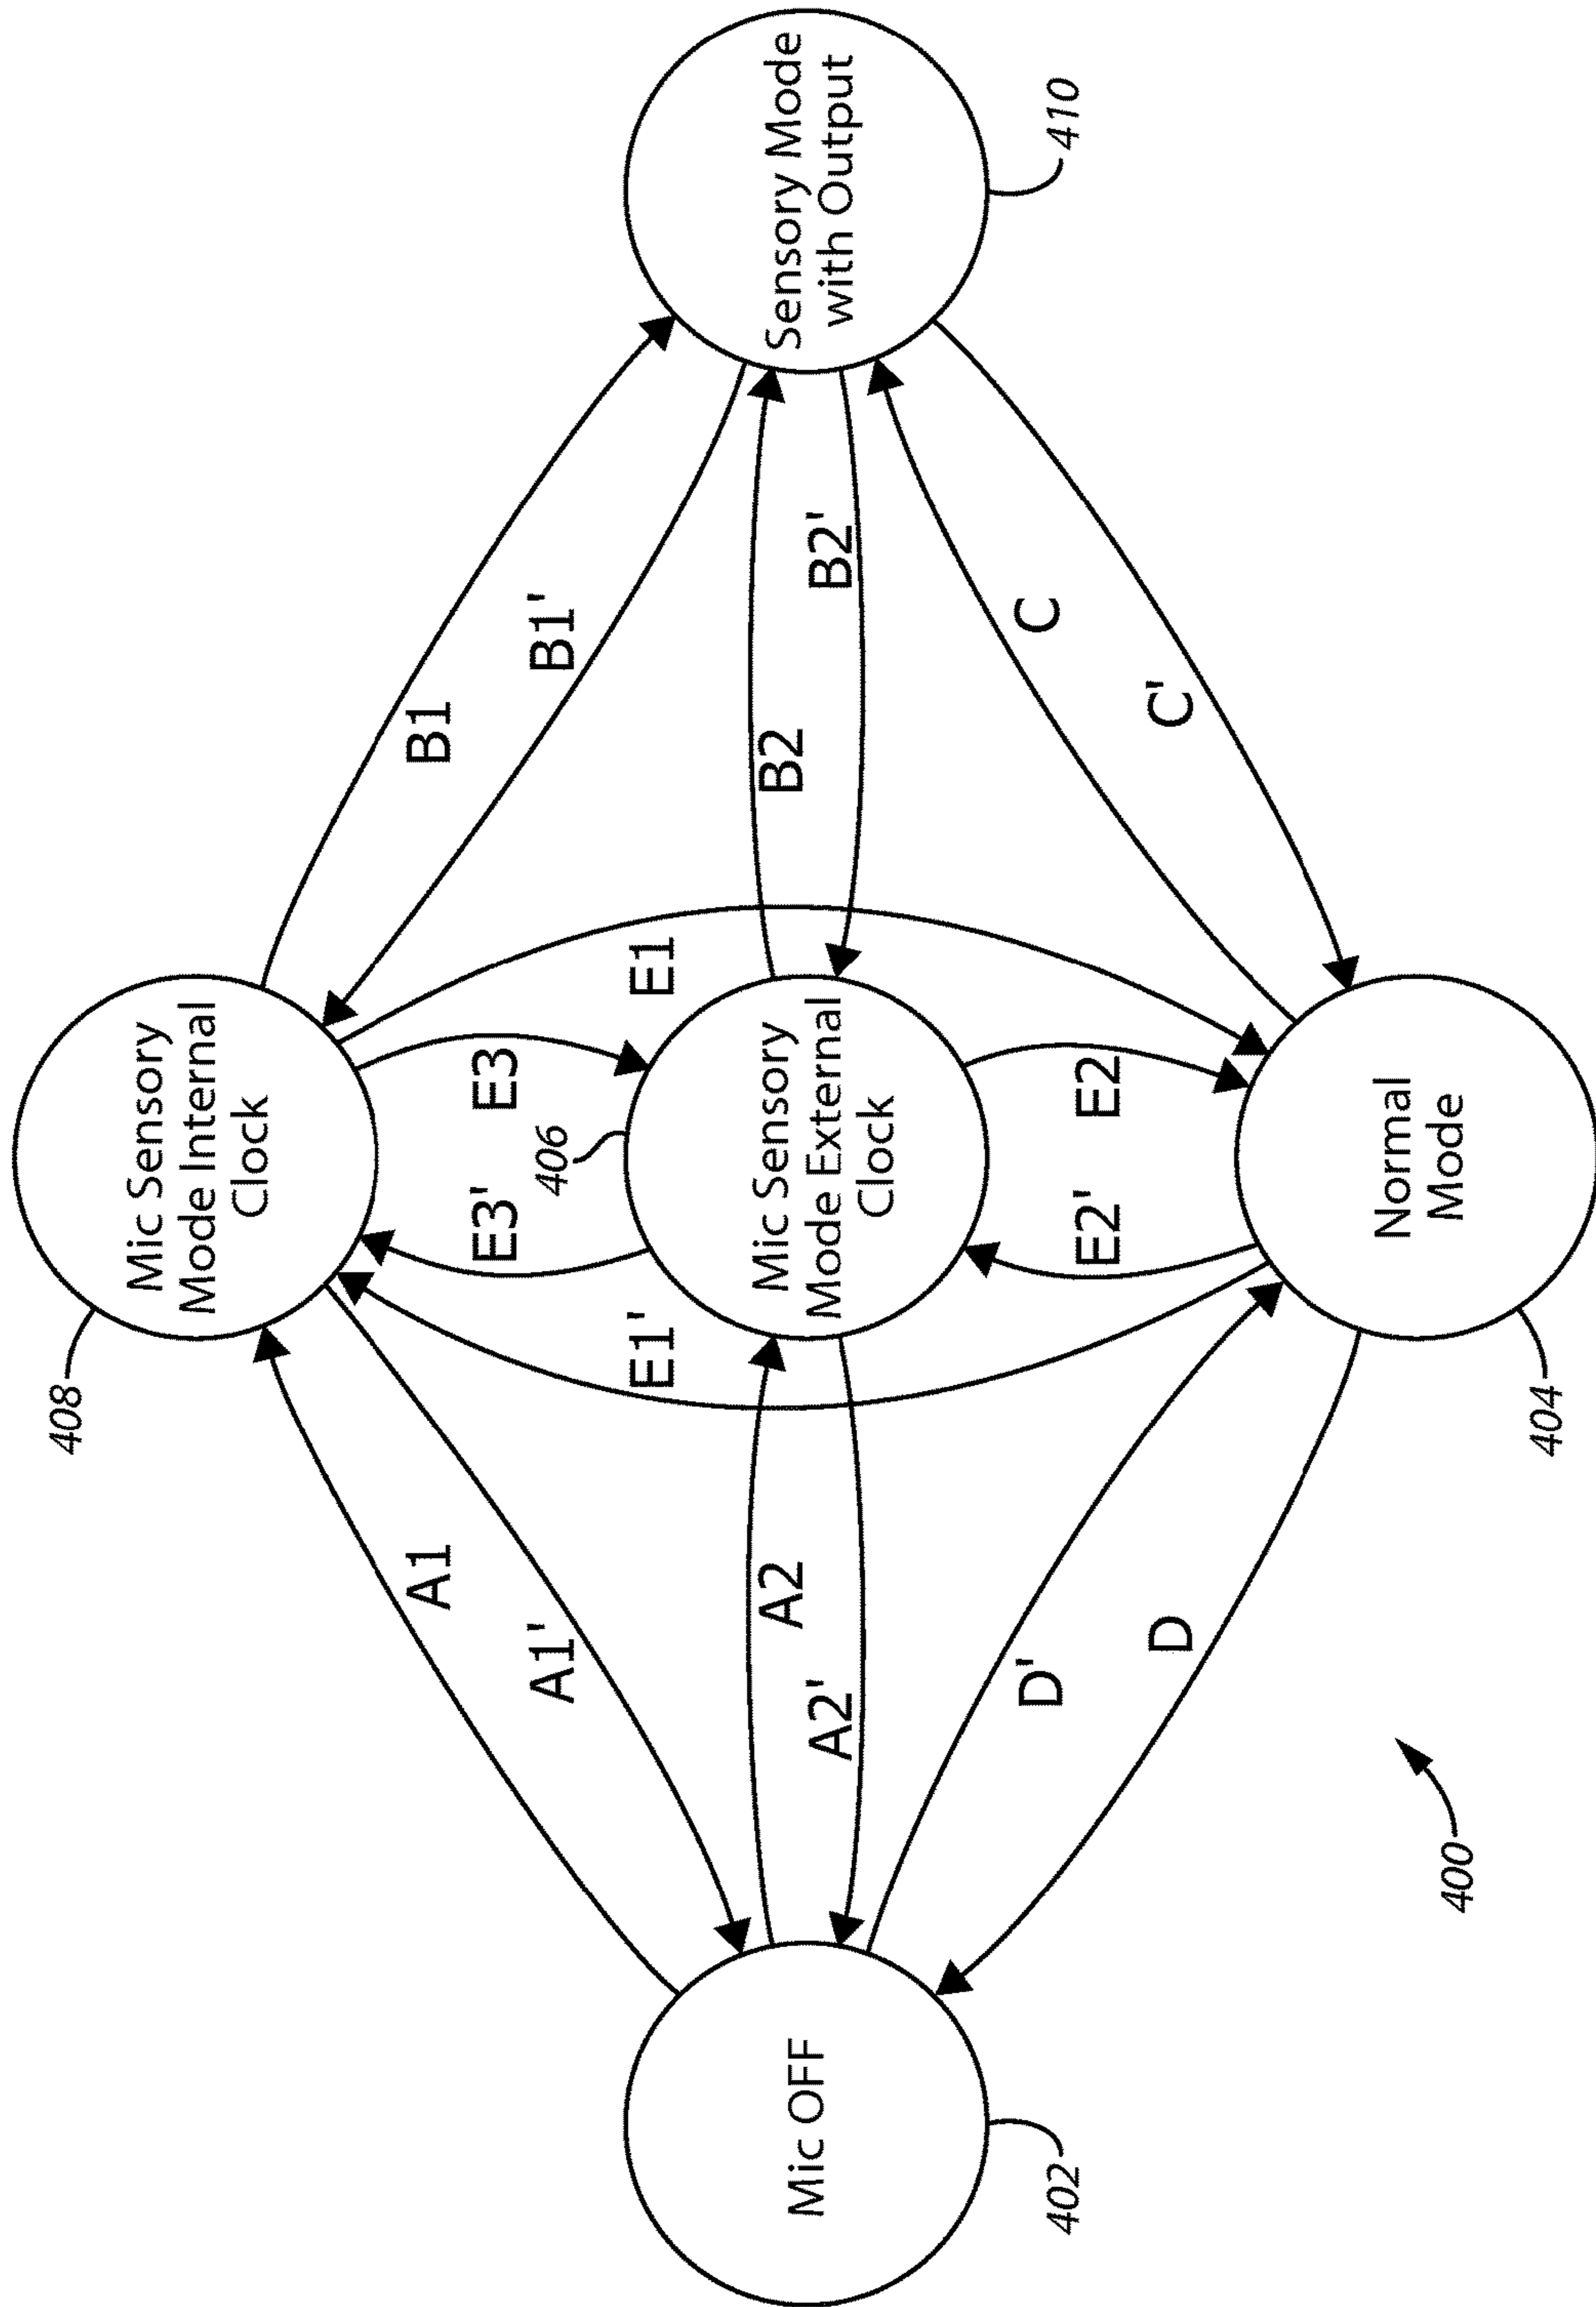 408
Mic Sensory
Mode Internal
Clock
A1
B1
A1'
B1'
E3'
E3
406
E1'
E1
Mic OFF
402
A2
A2'
Mic Sensory
Mode External
Clock
B2
B2'
Sensory Mode
with Output
410
D'
E2'
E2
C
D
C'
Normal
Mode
404
400